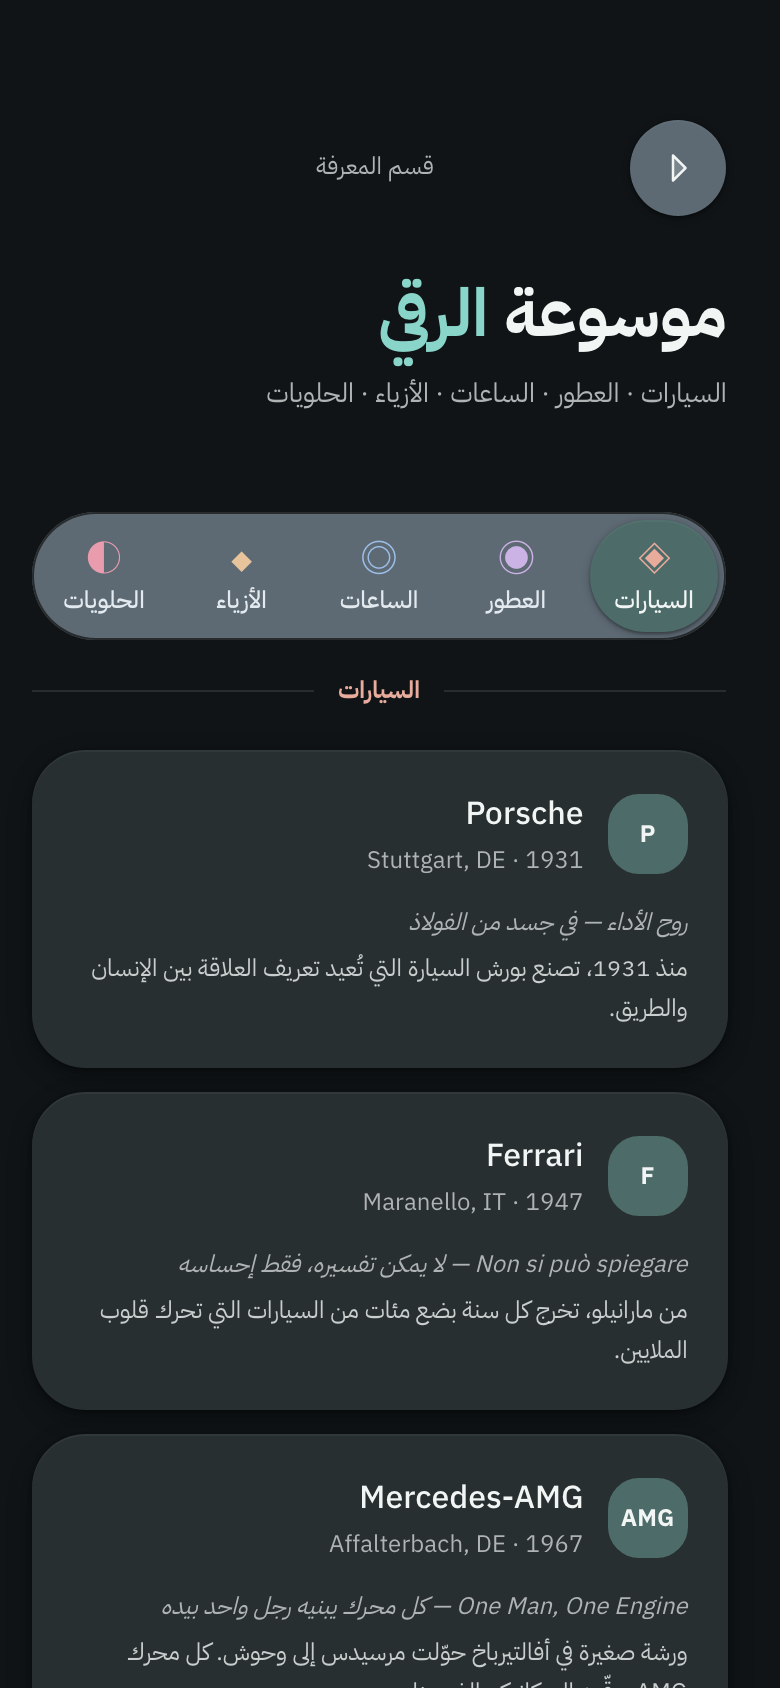 قسم المعرفة
موسوعة الرقي
السيارات · العطور · الساعات · الأزياء · الحلويات
السيارات
العطور
الساعات
الأزياء
الحلويات
السيارات
P
Porsche
Stuttgart, DE · 1931
روح الأداء — في جسد من الفولاذ
منذ 1931، تصنع بورش السيارة التي تُعيد تعريف العلاقة بين الإنسان
والطريق.
F
Ferrari
Maranello, IT · 1947
Non si può spiegare — لا يمكن تفسيره، فقط إحساسه
من مارانيلو، تخرج كل سنة بضع مئات من السيارات التي تحرك قلوب
الملايين.
AMG
Mercedes-AMG
Affalterbach, DE · 1967
One Man, One Engine — كل محرك يبنيه رجل واحد بيده
ورشة صغيرة في أفالتيرباخ حوّلت مرسيدس إلى وحوش. كل محرك
AMG